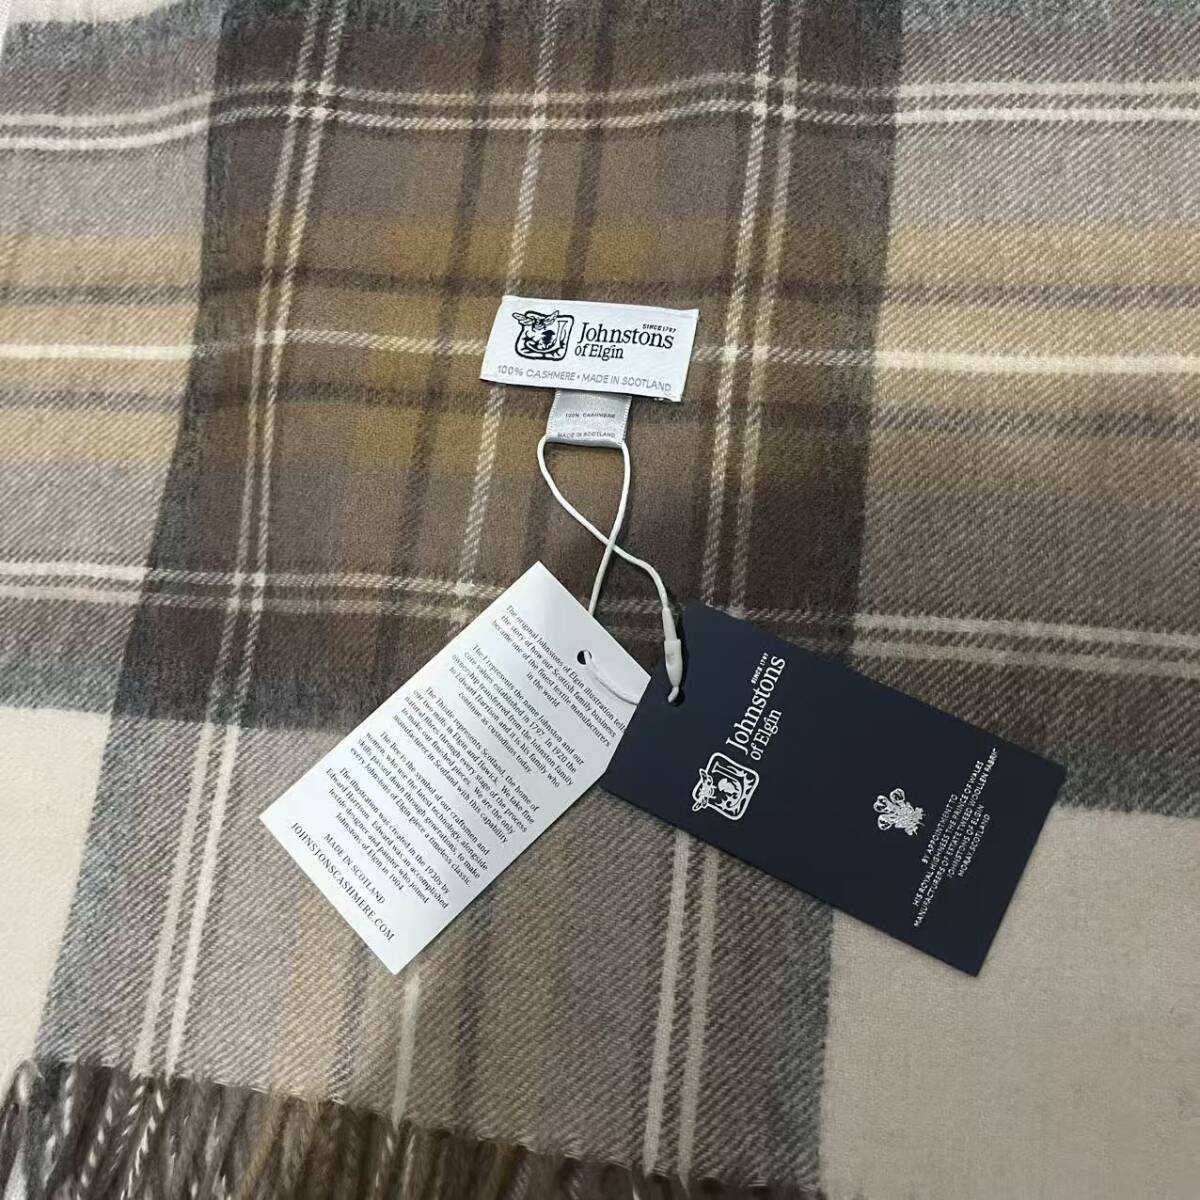 SINCE 1797
Johnstons
of Elgin
100% CASHMERE • MADE IN SCOTLAND
100% CASHMERE
MADE IN SCOTLAND
The original Johnstons of Elgin illustration tells
the story of how our Scottish family business
became one of the finest textile manufacturers
in the world
The J represents the name Johnston and our
core values established in 1797. In 1920 the
ownership transferred from the Johnston family
to Edward Harrison and it is his family who
continue as custodians today.
The Thistle represents Scotland, the home of
our two mills in Elgin and Hawick. We take fine
natural fibres through every stage of the process
to make our finished pieces. We are the only
manufacturer in Scotland with this capability
The Bee is the symbol of our craftsmen and
women, who use the latest technology, alongside
skills passed down through generations, to make
every Johnstons of Elgin piece a timeless classic.
The illustration was created in the 1930s by
Edward Harrison. Edward was an accomplished
textile designer and painter who joined
Johnstons of Elgin in 1904.
MADE IN SCOTLAND
JOHNSTONSCASHMERE.COM
SINCE 1797
Johnstons
of Elgin
BY APPOINTMENT TO
HIS ROYAL HIGHNESS THE PRINCE OF WALES
MANUFACTURERS OF ESTATE TWEED WOOLLEN FABRIC
JOHNSTONS OF ELGIN
MORAY, SCOTLAND